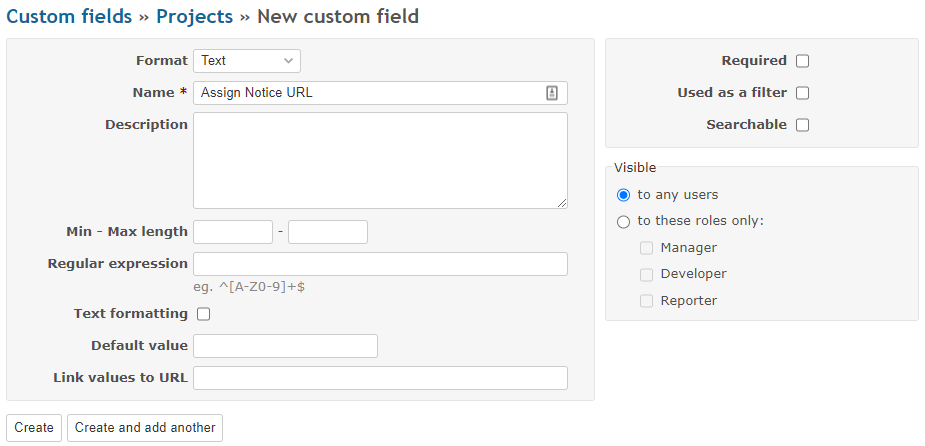 Custom fields » Projects » New custom field
Format Text
Name * Assign Notice URL
Description
Min - Max length -
Regular expression
eg. ^[A-Z0-9]+$
Text formatting
Default value
Link values to URL
Create Create and add another
Required
Used as a filter
Searchable
Visible
to any users
to these roles only:
Manager
Developer
Reporter